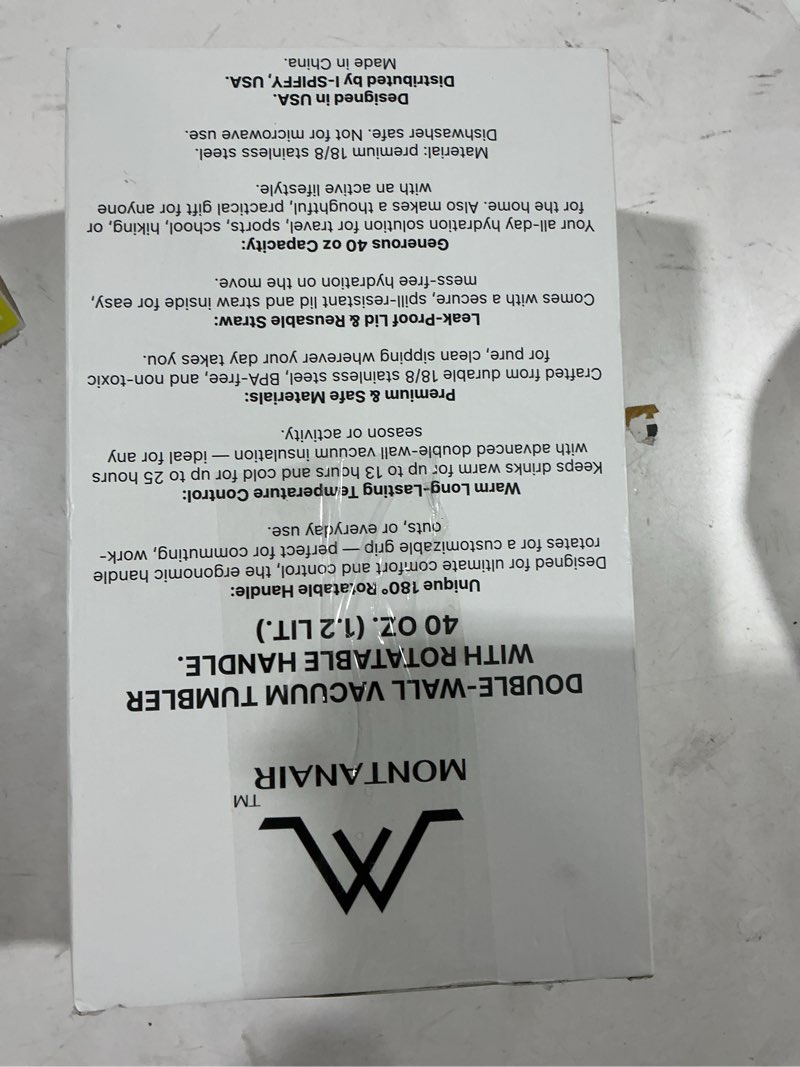 MONTANAIR
TM
DOUBLE-WALL VACUUM TUMBLER
WITH ROTATABLE HANDLE.
40 OZ. (1.2 LIT.)
Unique 180° Rotatable Handle:
Designed for ultimate comfort and control, the ergonomic handle
rotates for a customizable grip — perfect for commuting, work-
outs, or everyday use.
Warm Long-Lasting Temperature Control:
Keeps drinks warm for up to 13 hours and cold for up to 25 hours
with advanced double-wall vacuum insulation — ideal for any
season or activity.
Premium & Safe Materials:
Crafted from durable 18/8 stainless steel, BPA-free, and non-toxic
for pure, clean sipping wherever your day takes you.
Leak-Proof Lid & Reusable Straw:
Comes with a secure, spill-resistant lid and straw inside for easy,
mess-free hydration on the move.
Generous 40 oz Capacity:
Your all-day hydration solution for travel, sports, school, hiking, or
for the home. Also makes a thoughtful, practical gift for anyone
with an active lifestyle.
Material: premium 18/8 stainless steel.
Dishwasher safe. Not for microwave use.
Designed in USA.
Distributed by I-SPIFFY, USA.
Made in China.